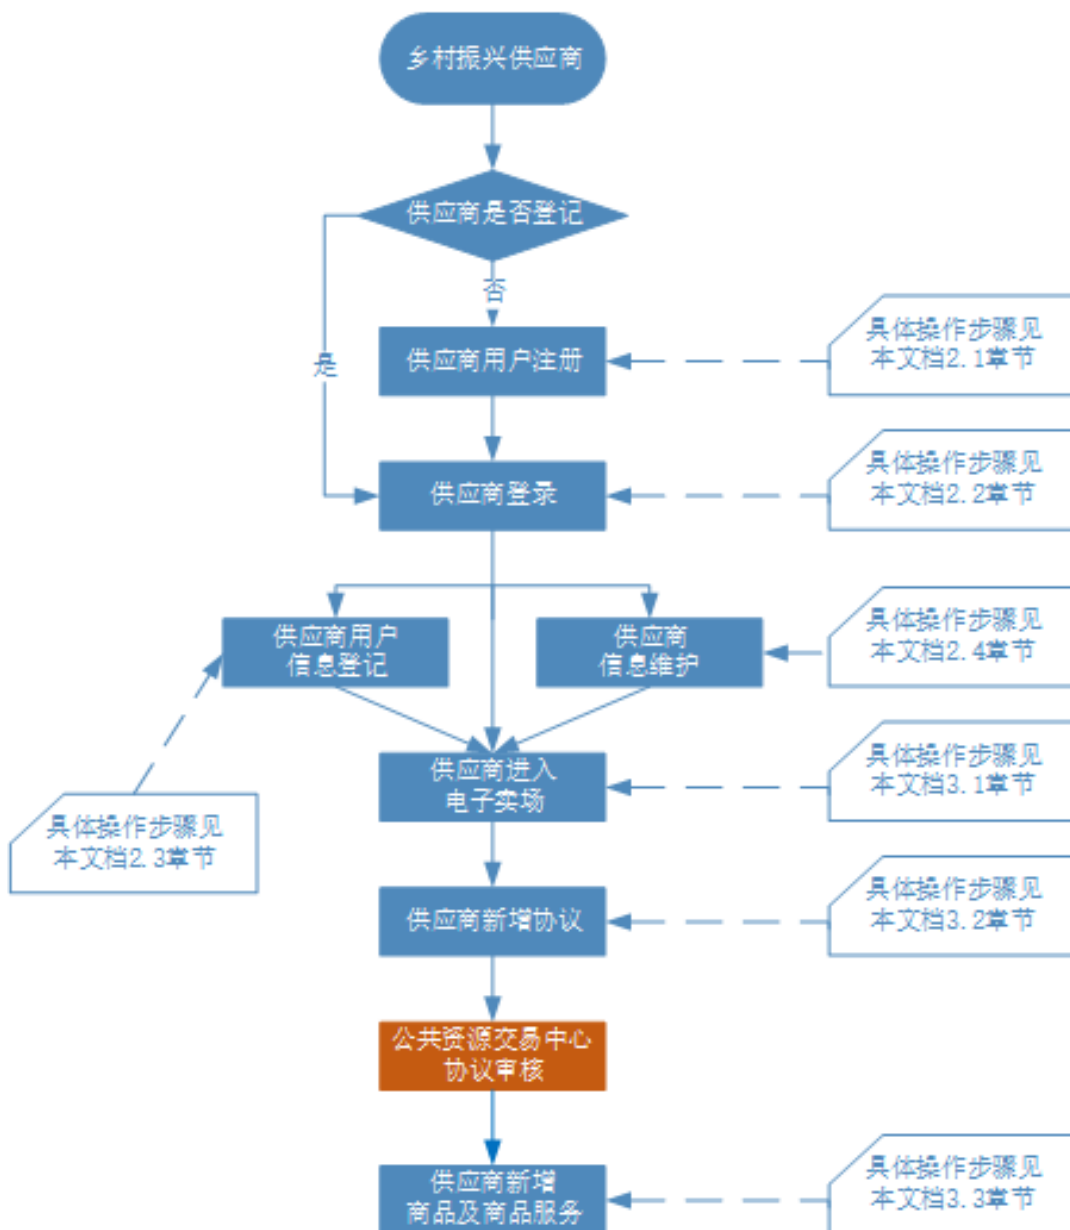 乡村振兴供应商
供应商是否登记
否
是
供应商用户注册
具体操作步骤见
本文档2.1章节
供应商登录
具体操作步骤见
本文档2.2章节
供应商用户
信息登记
供应商
信息维护
具体操作步骤见
本文档2.4章节
供应商进入
电子卖场
具体操作步骤见
本文档3.1章节
具体操作步骤见
本文档2.3章节
供应商新增协议
具体操作步骤见
本文档3.2章节
公共资源交易中心
协议审核
供应商新增
商品及商品服务
具体操作步骤见
本文档3.3章节